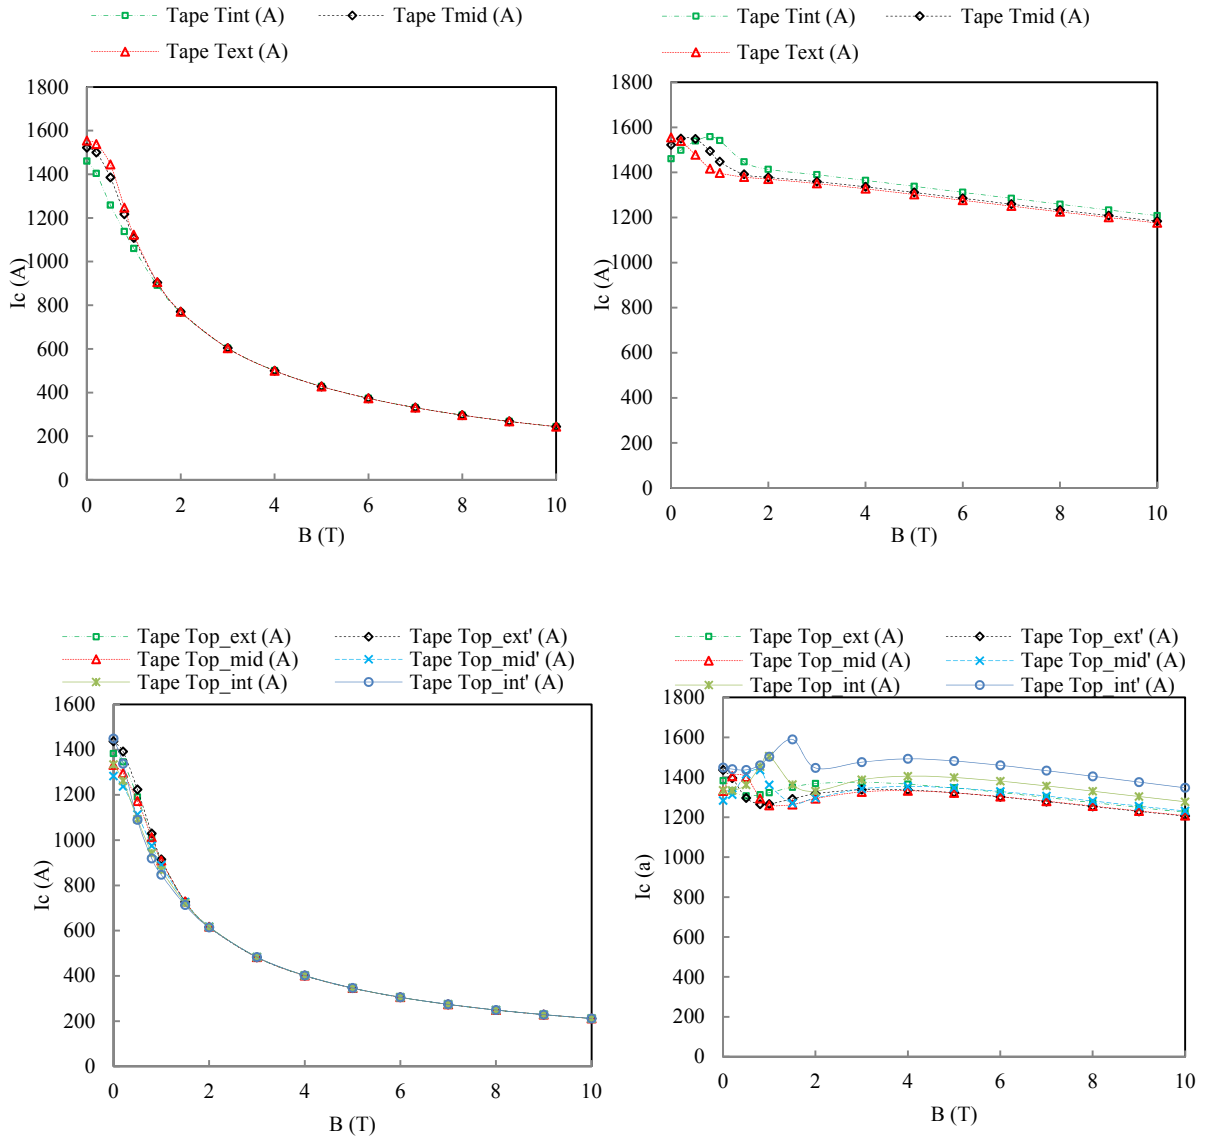 Tape Tint (A)
Tape Tmid (A)
Tape Text (A)
1800
1600
1400
1200
1000
800
600
400
200
0
Ic (A)
0 2 4 6 8 10
B (T)
Tape Tint (A)
Tape Tmid (A)
Tape Text (A)
1800
1600
1400
1200
1000
800
600
400
200
0
Ic (A)
0 2 4 6 8 10
B (T)
Tape Top_ext (A)
Tape Top_ext' (A)
Tape Top_mid (A)
Tape Top_mid' (A)
Tape Top_int (A)
Tape Top_int' (A)
1600
1400
1200
1000
800
600
400
200
0
Ic (A)
0 2 4 6 8 10
B (T)
Tape Top_ext (A)
Tape Top_ext' (A)
Tape Top_mid (A)
Tape Top_mid' (A)
Tape Top_int (A)
Tape Top_int' (A)
1800
1600
1400
1200
1000
800
600
400
200
0
Ic (a)
0 2 4 6 8 10
B (T)